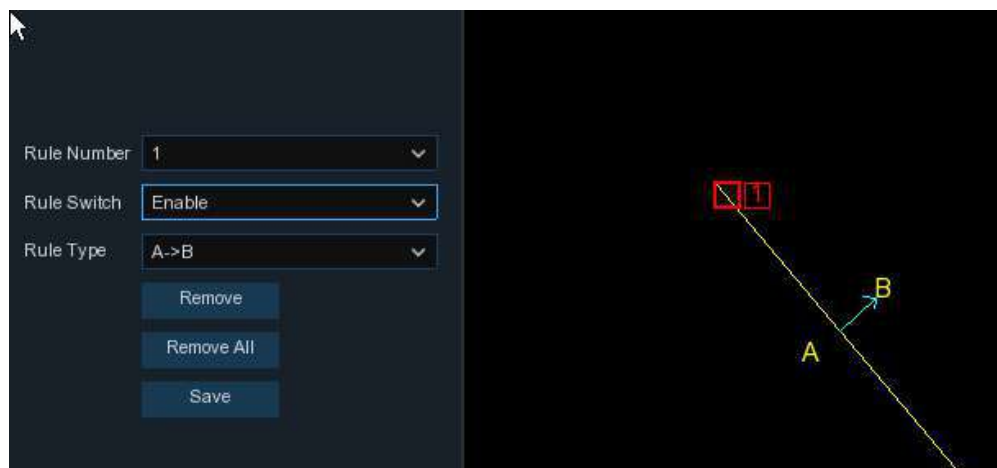 Rule Number 1
Rule Switch Enable
Rule Type A->B
Remove
Remove All
Save
1
B
A